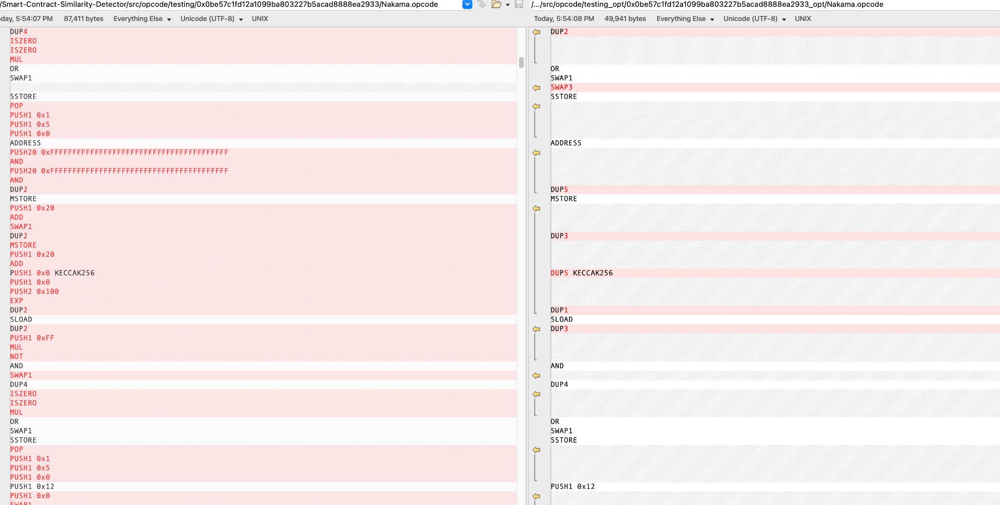 /Smart-Contract-Similarity-Detector/src/opcode/testing/0x0be57c1fd12a1099ba803227b5acad8888ea2933/Nakama.opcode
day, 5:54:07 PM 87,411 bytes Everything Else Unicode (UTF-8) UNIX
DUP4
ISZERO
ISZERO
MUL
OR
SWAP1
SSTORE
POP
PUSH1 0x1
PUSH1 0x5
PUSH1 0x0
ADDRESS
PUSH20 0xFFFFFFFFFFFFFFFFFFFFFFFFFFFFFFFFFFFFFFFF
AND
PUSH20 0xFFFFFFFFFFFFFFFFFFFFFFFFFFFFFFFFFFFFFFFF
AND
DUP2
MSTORE
PUSH1 0x20
ADD
SWAP1
DUP2
MSTORE
PUSH1 0x20
ADD
PUSH1 0x0 KECCAK256
PUSH1 0x0
PUSH2 0x100
EXP
DUP2
SLOAD
DUP2
PUSH1 0xFF
MUL
NOT
AND
SWAP1
DUP4
ISZERO
ISZERO
MUL
OR
SWAP1
SSTORE
POP
PUSH1 0x1
PUSH1 0x5
PUSH1 0x0
PUSH1 0x12
PUSH1 0x0
SWAP1
/.../src/opcode/testing_opt/0x0be57c1fd12a1099ba803227b5acad8888ea2933_opt/Nakama.opcode
Today, 5:54:08 PM 49,941 bytes Everything Else Unicode (UTF-8) UNIX
DUP2
OR
SWAP1
SWAP3
SSTORE
ADDRESS
DUP5
MSTORE
DUP3
DUP5 KECCAK256
DUP1
SLOAD
DUP3
AND
DUP4
OR
SWAP1
SSTORE
PUSH1 0x12